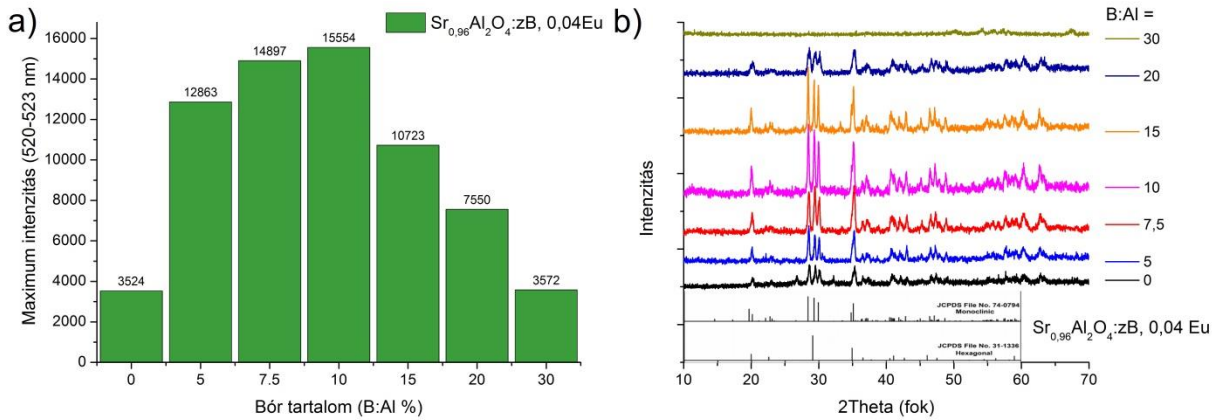 a)
Sr0,96Al2O4:zB, 0,04Eu
Maximum intenzitás (520-523 nm)
16000
14000
12000
10000
8000
6000
4000
2000
0
3524
12863
14897
15554
10723
7550
3572
0 5 7.5 10 15 20 30
Bór tartalom (B:Al %)
b)
B:Al =
30
20
15
10
7,5
5
0
Intenzitás
JCPDS File No. 74-0794
Monoclinic
JCPDS File No. 31-1336
Hexagonal
Sr0,96Al2O4:zB, 0,04 Eu
10 20 30 40 50 60 70
2Theta (fok)